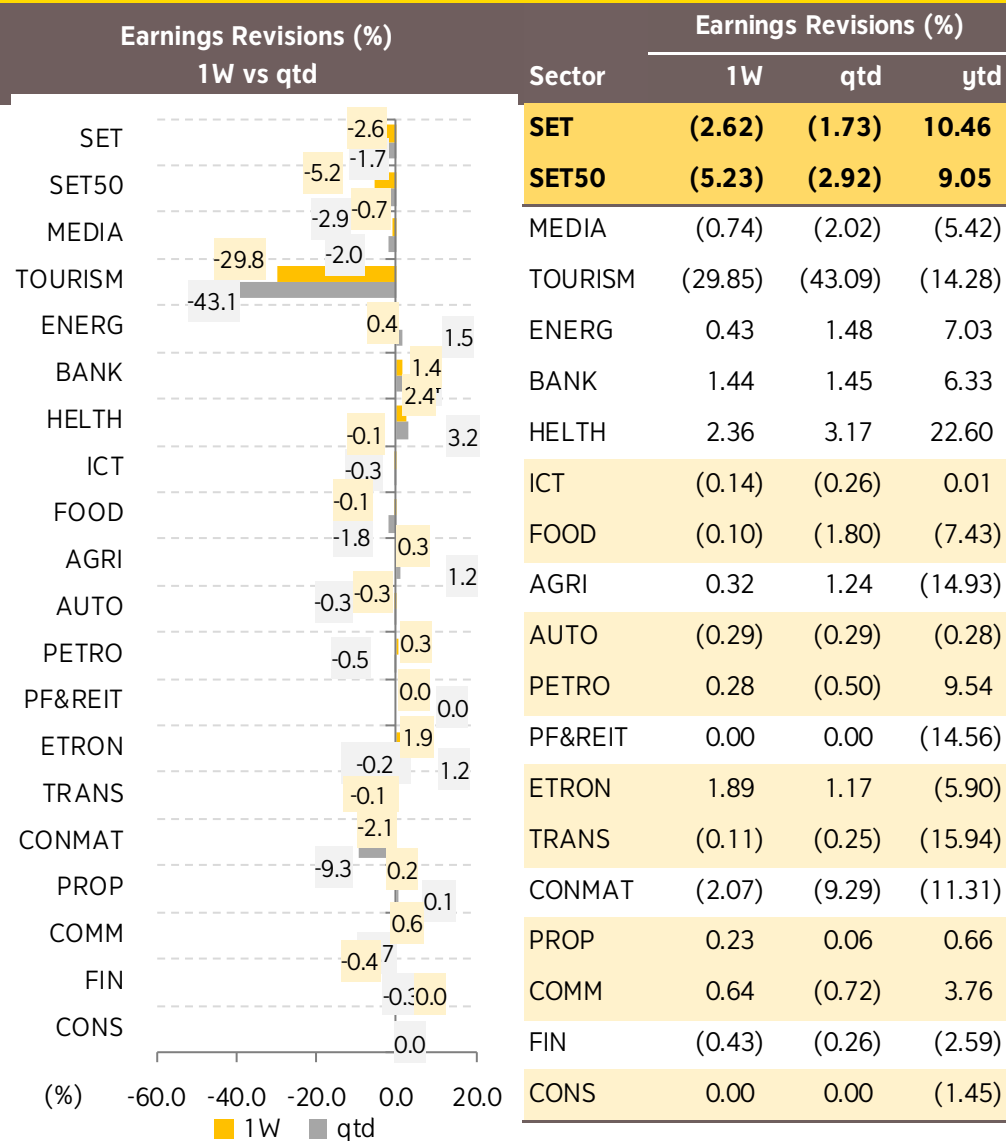 Earnings Revisions (%)
1W vs qtd
SET
-2.6
-1.7
SET50
-5.2
-2.9
-0.7
MEDIA
-2.0
TOURISM
-29.8
-43.1
ENERG
0.4
1.5
BANK
1.4
2.4
HELTH
-0.1
3.2
ICT
-0.3
-0.1
FOOD
-1.8
0.3
AGRI
1.2
AUTO
-0.3
-0.3
PETRO
-0.5
0.3
PF&REIT
0.0
0.0
ETRON
1.9
-0.2
1.2
TRANS
-0.1
CONMAT
-2.1
-9.3
0.2
PROP
0.1
COMM
0.6
-0.4
7
FIN
-0.3
0.0
CONS
0.0
(%) -60.0 -40.0 -20.0 0.0 20.0
1W qtd
Earnings Revisions (%)
Sector 1W qtd ytd
SET (2.62) (1.73) 10.46
SET50 (5.23) (2.92) 9.05
MEDIA (0.74) (2.02) (5.42)
TOURISM (29.85) (43.09) (14.28)
ENERG 0.43 1.48 7.03
BANK 1.44 1.45 6.33
HELTH 2.36 3.17 22.60
ICT (0.14) (0.26) 0.01
FOOD (0.10) (1.80) (7.43)
AGRI 0.32 1.24 (14.93)
AUTO (0.29) (0.29) (0.28)
PETRO 0.28 (0.50) 9.54
PF&REIT 0.00 0.00 (14.56)
ETRON 1.89 1.17 (5.90)
TRANS (0.11) (0.25) (15.94)
CONMAT (2.07) (9.29) (11.31)
PROP 0.23 0.06 0.66
COMM 0.64 (0.72) 3.76
FIN (0.43) (0.26) (2.59)
CONS 0.00 0.00 (1.45)